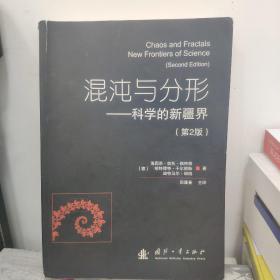 Chaos and Fractals
New Frontiers of Science
(Second Edition)
混沌与分形
——科学的新疆界
(第2版)
国防工业出版社